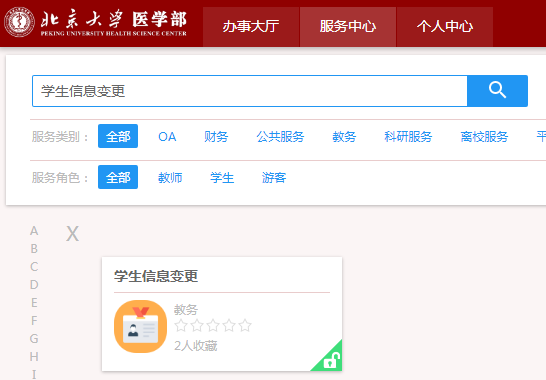 北京大学医学部
PEKING UNIVERSITY HEALTH SCIENCE CENTER
办事大厅 服务中心 个人中心
学生信息变更
服务类别： 全部 OA 财务 公共服务 教务 科研服务 离校服务
服务角色： 全部 教师 学生 游客
A
B
C
D
E
F
G
H
I
X
学生信息变更
教务
2人收藏